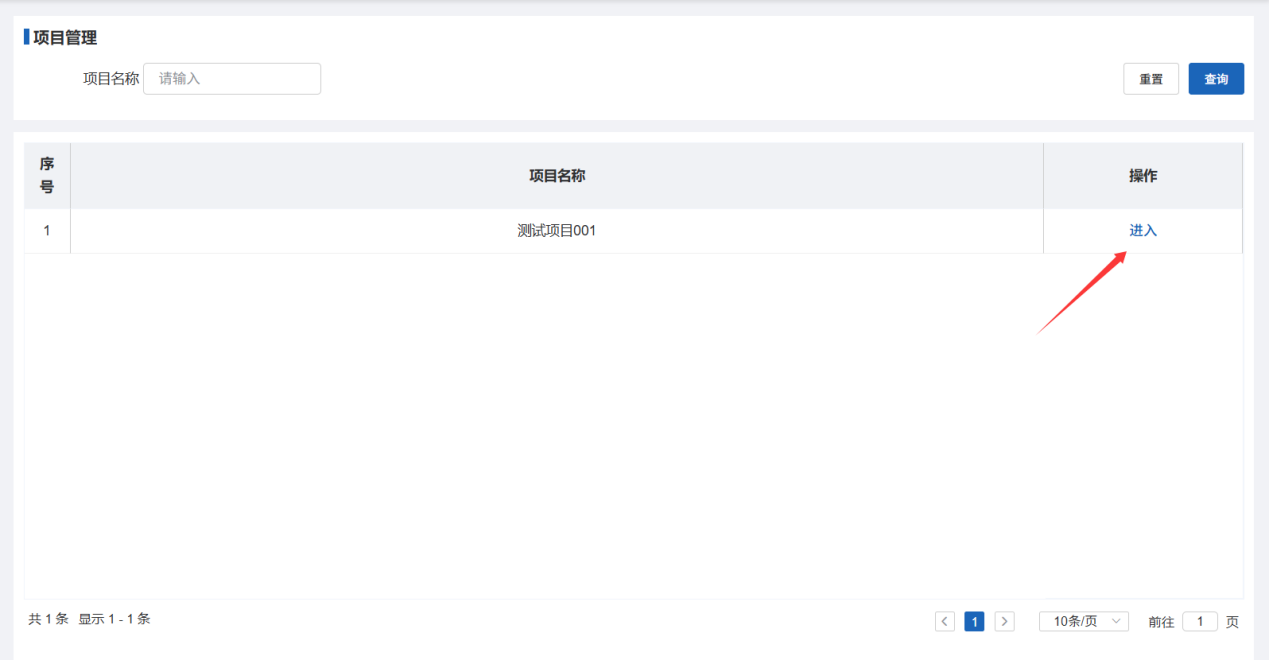 项目管理
项目名称 请输入 重置 查询
序号 项目名称 操作
1 测试项目001 进入
共 1 条 显示 1 - 1 条 < 1 > 10条/页 前往 1 页